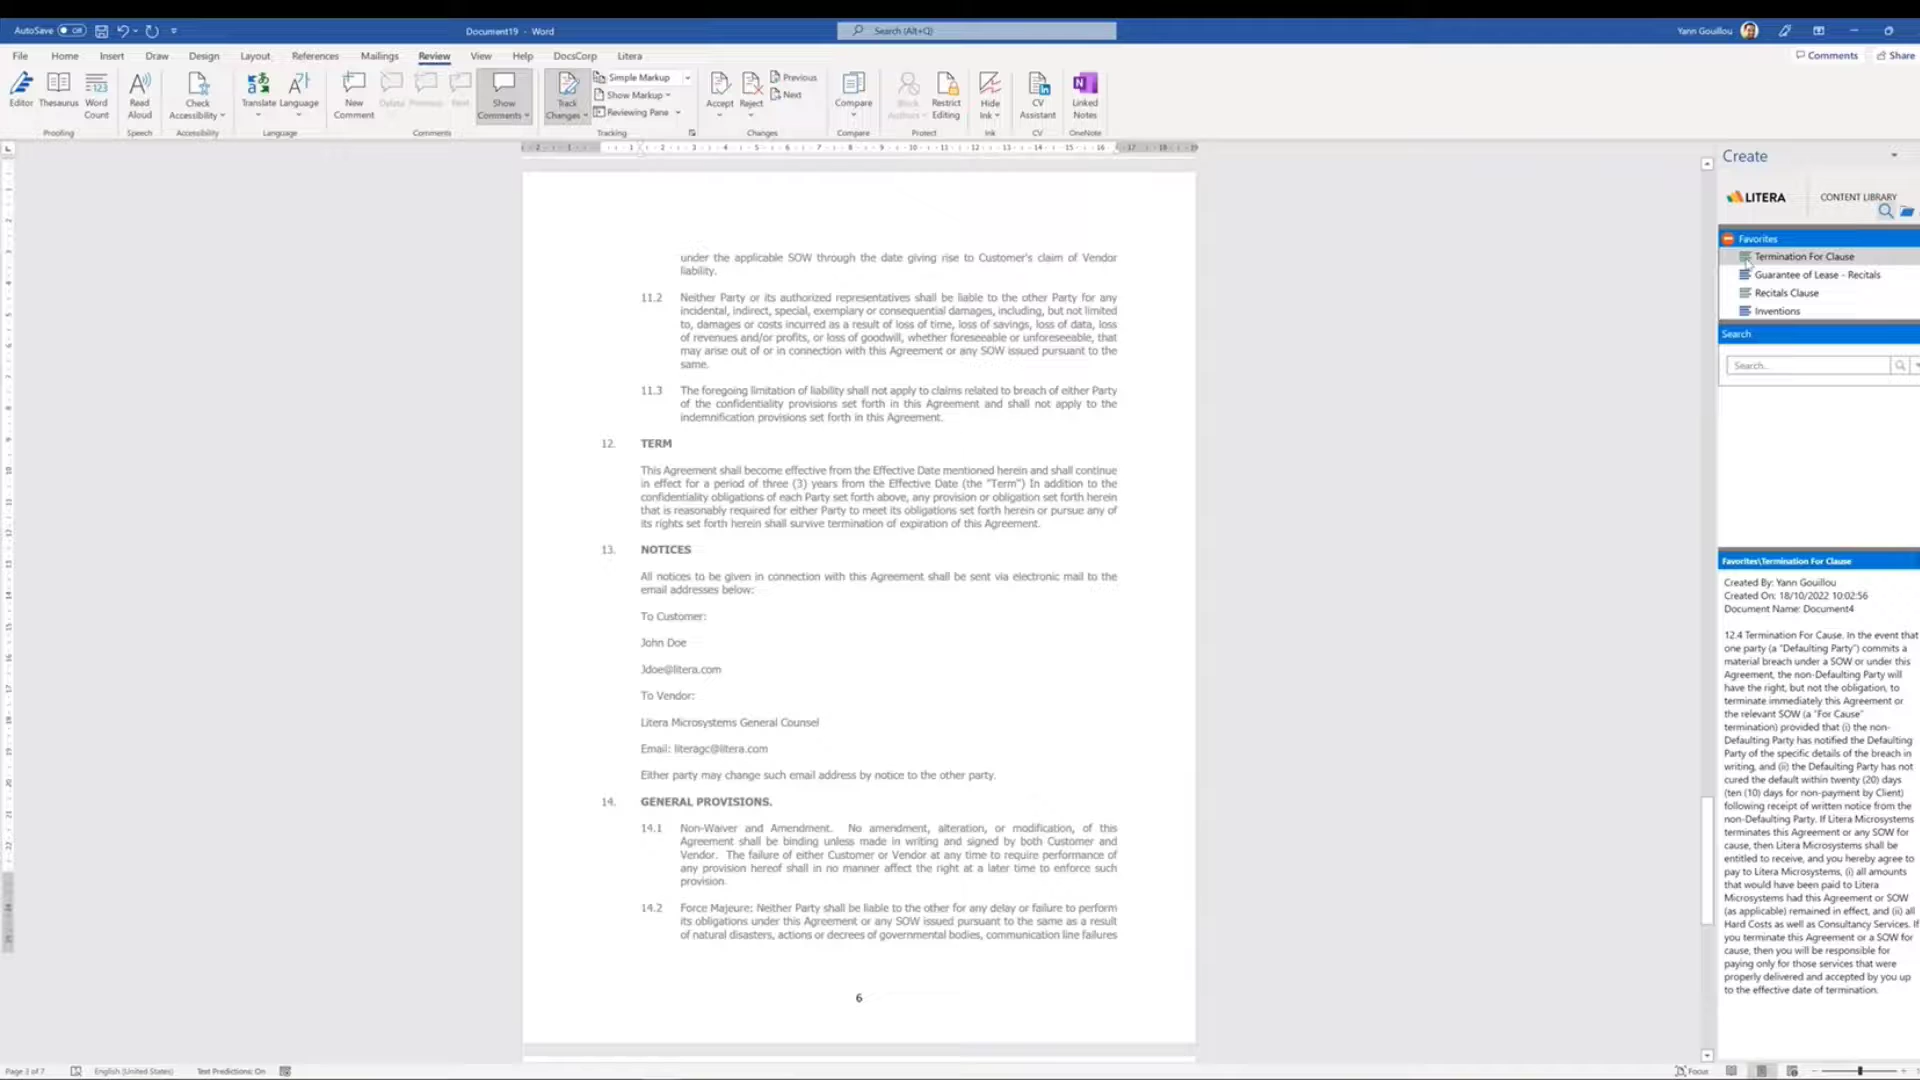 AutoSave Off
Document19 - Word
Search (Alt+Q)
Yann Gouillou
File Home Insert Draw Design Layout References Mailings Review View Help DocsCorp Litera
Comments Share
Editor Thesaurus Word Count
Read Aloud
Check Accessibility
Translate Language
New Comment Delete Previous Next Show Comments
Track Changes
Simple Markup
Show Markup
Reviewing Pane
Accept Reject
Previous
Next
Compare
Block Authors Restrict Editing
Hide Ink
CV Assistant
Linked Notes
Proofing Speech Accessibility Language Comments Tracking Changes Compare Protect Ink CV OneNote
under the applicable SOW through the date giving rise to Customer's claim of Vendor
liability.
11.2 Neither Party or its authorized representatives shall be liable to the other Party for any
incidental, indirect, special, exemplary or consequential damages, including, but not limited
to, damages or costs incurred as a result of loss of time, loss of savings, loss of data, loss
of revenues and/or profits, or loss of goodwill, whether foreseeable or unforeseeable, that
may arise out of or in connection with this Agreement or any SOW issued pursuant to the
same.
11.3 The foregoing limitation of liability shall not apply to claims related to breach of either Party
of the confidentiality provisions set forth in this Agreement and shall not apply to the
indemnification provisions set forth in this Agreement.
12. TERM
This Agreement shall become effective from the Effective Date mentioned herein and shall continue
in effect for a period of three (3) years from the Effective Date (the "Term") In addition to the
confidentiality obligations of each Party set forth above, any provision or obligation set forth herein
that is reasonably required for either Party to meet its obligations set forth herein or pursue any of
its rights set forth herein shall survive termination of expiration of this Agreement.
13. NOTICES
All notices to be given in connection with this Agreement shall be sent via electronic mail to the
email addresses below:
To Customer:
John Doe
Jdoe@litera.com
To Vendor:
Litera Microsystems General Counsel
Email: literagc@litera.com
Either party may change such email address by notice to the other party.
14. GENERAL PROVISIONS.
14.1 Non-Waiver and Amendment. No amendment, alteration, or modification, of this
Agreement shall be binding unless made in writing and signed by both Customer and
Vendor. The failure of either Customer or Vendor at any time to require performance of
any provision hereof shall in no manner affect the right at a later time to enforce such
provision
14.2 Force Majeure: Neither Party shall be liable to the other for any delay or failure to perform
its obligations under this Agreement or any SOW issued pursuant to the same as a result
of natural disasters, actions or decrees of governmental bodies, communication line failures
6
Create
LITERA
CONTENT LIBRARY
Favorites
Termination For Clause
Guarantee of Lease - Recitals
Recitals Clause
Inventions
Search
Search...
Favorites\Termination For Clause
Created By: Yann Gouillou
Created On: 18/10/2022 10:02:56
Document Name: Document4
12.4 Termination For Cause. In the event that
one party (a "Defaulting Party") commits a
material breach under a SOW or under this
Agreement, the non-Defaulting Party will
have the right, but not the obligation, to
terminate immediately this Agreement or
the relevant SOW (a "For Cause"
termination) provided that (i) the non-
Defaulting Party has notified the Defaulting
Party of the specific details of the breach in
writing, and (ii) the Defaulting Party has not
cured the default within twenty (20) days
(ten (10) days for non-payment by Client)
following receipt of written notice from the
non-Defaulting Party. If Litera Microsystems
terminates this Agreement or any SOW for
cause, then Litera Microsystems shall be
entitled to receive, and you hereby agree to
pay to Litera Microsystems, (i) all amounts
that would have been paid to Litera
Microsystems had this Agreement or SOW
(as applicable) remained in effect, and (ii) all
Hard Costs as well as Consultancy Services. If
you terminate this Agreement or a SOW for
cause, then you will be responsible for
paying only for those services that were
properly delivered and accepted by you up
to the effective date of termination.
Page 3 of 7 English (United States) Text Predictions: On
Focus